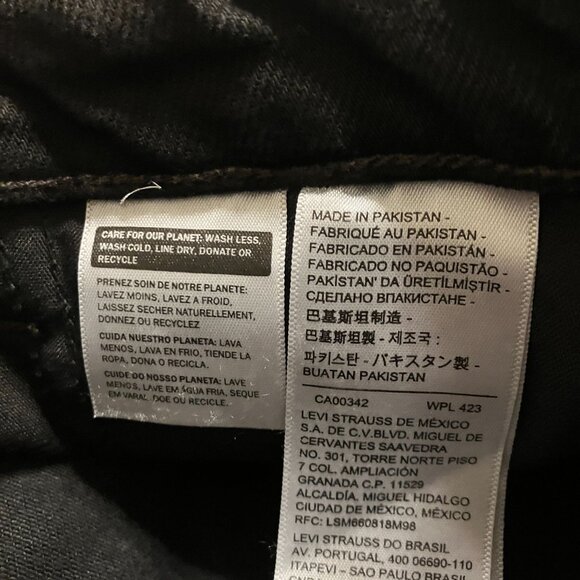 CARE FOR OUR PLANET: WASH LESS,
WASH COLD, LINE DRY, DONATE OR
RECYCLE
PRENEZ SOIN DE NOTRE PLANETE:
LAVEZ MOINS, LAVEZ A FROID,
LAISSEZ SECHER NATURELLEMENT,
DONNEZ OU RECYCLEZ
CUIDA NUESTRO PLANETA: LAVA
MENOS, LAVA EN FRIO, TIENDE LA
ROPA, DONA O RECICLA.
CUIDE DO NOSSO PLANETA: LAVE
MENOS, LAVE EM ÁGUA FRIA, SEQUE
EM VARAL, DOE OU RECICLE.
MADE IN PAKISTAN -
FABRIQUÉ AU PAKISTAN -
FABRICADO EN PAKISTÁN -
FABRICADO NO PAQUISTÃO -
PAKİSTAN' DA ÜRETİLMİŞTİR -
СДЕЛАНО ВПАКИСТАНЕ -
巴基斯坦制造 -
巴基斯坦製 - 제조국 :
파키스탄 - パキスタン製 -
BUATAN PAKISTAN
CA00342 WPL 423
LEVI STRAUSS DE MÉXICO
S.A. DE C.V.BLVD. MIGUEL DE
CERVANTES SAAVEDRA
NO. 301, TORRE NORTE PISO
7 COL. AMPLIACIÓN
GRANADA C.P. 11529
ALCALDÍA. MIGUEL HIDALGO
CIUDAD DE MÉXICO, MÉXICO
RFC: LSM660818M98
LEVI STRAUSS DO BRASIL
AV. PORTUGAL, 400 06690-110
ITAPEVI - SAO PAULO BRASIL